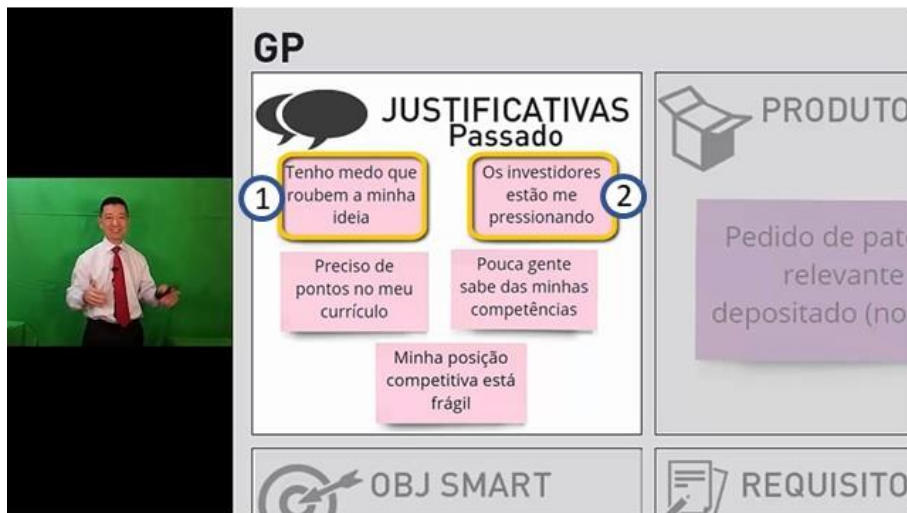 GP
JUSTIFICATIVAS
Passado
1
Tenho medo que
roubem a minha
ideia
Os investidores
estão me
pressionando
2
Preciso de
pontos no meu
currículo
Pouca gente
sabe das minhas
competências
Minha posição
competitiva está
frágil
PRODUTO
Pedido de pat
relevante
depositado (no
OBJ SMART
REQUISITO